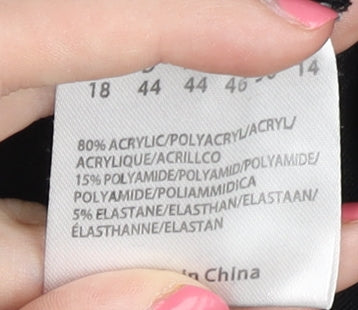 14
18 44 44 46
80% ACRYLIC/POLYACRYL/ACRYL/
ACRYLIQUE/ACRILLCO
15% POLYAMIDE/POLYAMID/POLYAMIDE/
POLYAMIDE/POLIAMMIDICA
5% ELASTANE/ELASTHAN/ELASTAAN/
ÉLASTHANNE/ELASTAN
in China